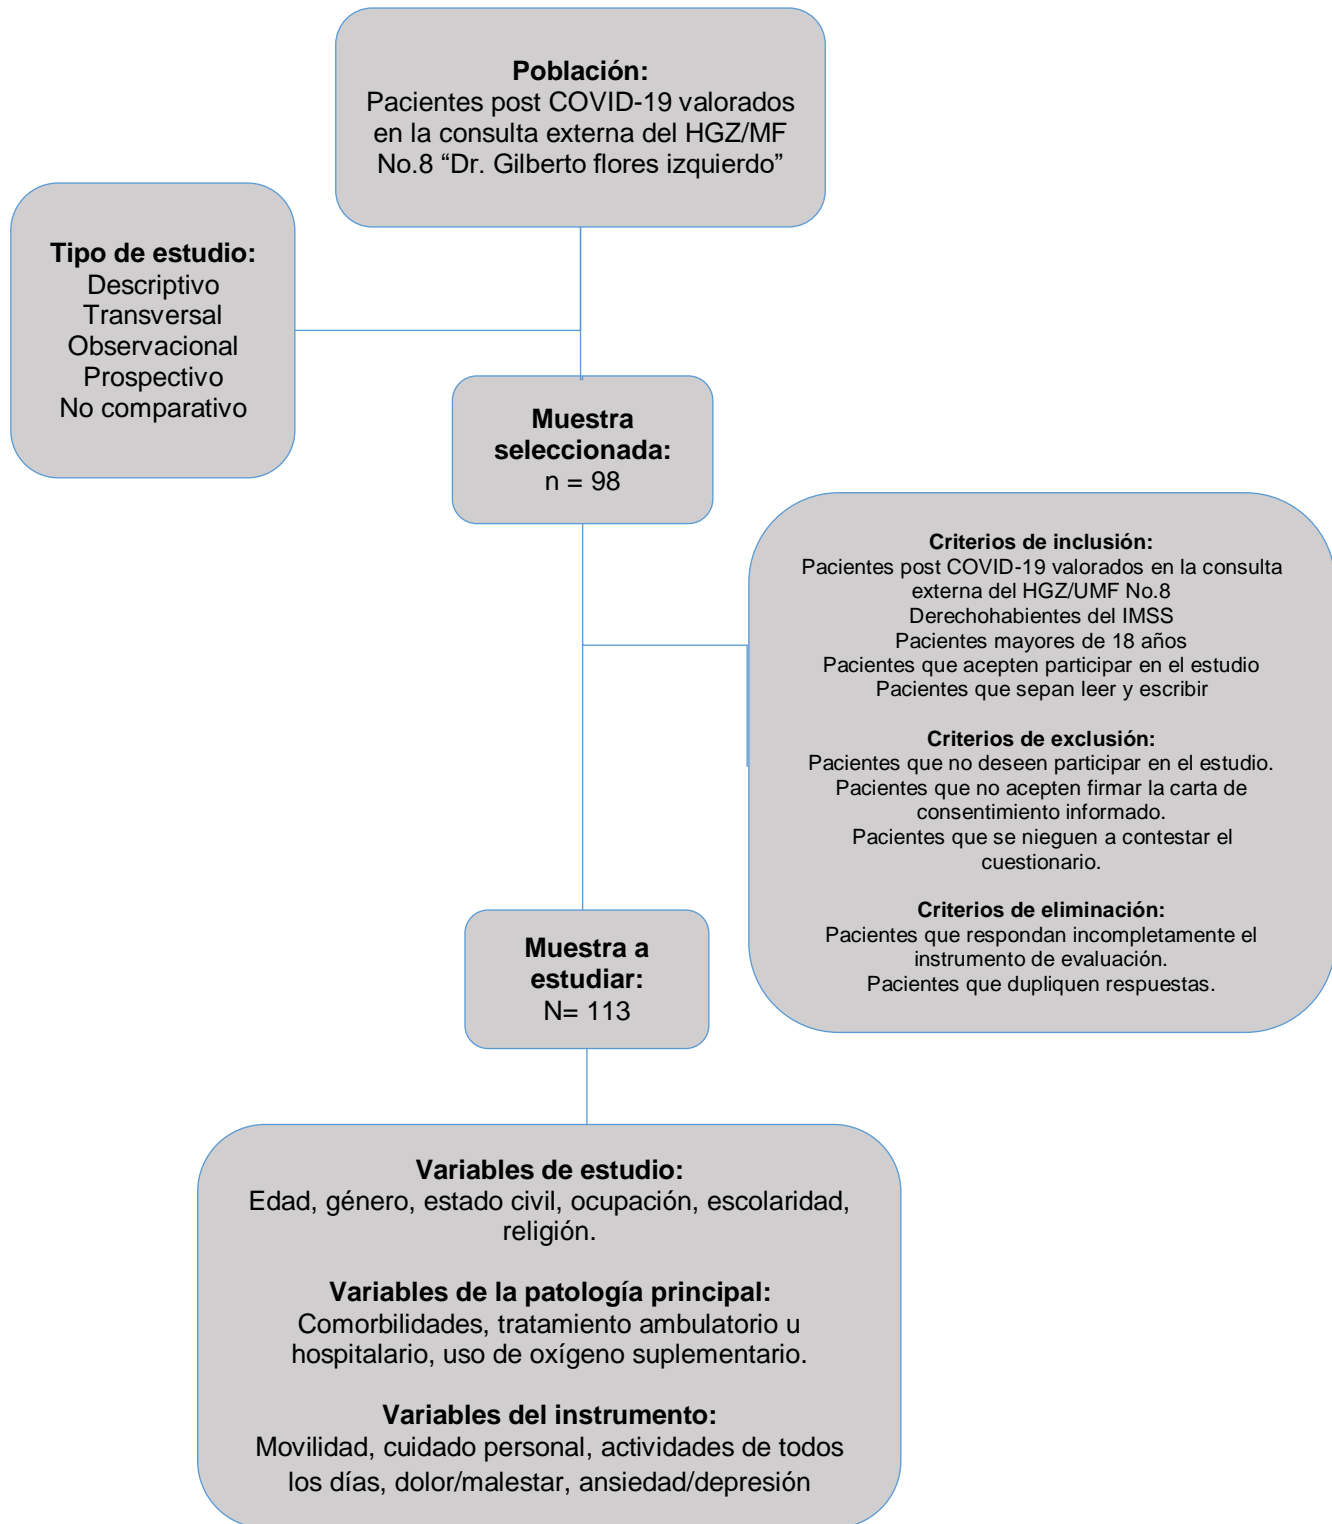 Población:
Pacientes post COVID-19 valorados
en la consulta externa del HGZ/MF
No.8 “Dr. Gilberto flores izquierdo”
Tipo de estudio:
Descriptivo
Transversal
Observacional
Prospectivo
No comparativo
Muestra
seleccionada:
n = 98
Criterios de inclusión:
Pacientes post COVID-19 valorados en la consulta
externa del HGZ/UMF No.8
Derechohabientes del IMSS
Pacientes mayores de 18 años
Pacientes que acepten participar en el estudio
Pacientes que sepan leer y escribir
Criterios de exclusión:
Pacientes que no deseen participar en el estudio.
Pacientes que no acepten firmar la carta de
consentimiento informado.
Pacientes que se nieguen a contestar el
cuestionario.
Criterios de eliminación:
Pacientes que respondan incompletamente el
instrumento de evaluación.
Pacientes que dupliquen respuestas.
Muestra a
estudiar:
N= 113
Variables de estudio:
Edad, género, estado civil, ocupación, escolaridad,
religión.
Variables de la patología principal:
Comorbilidades, tratamiento ambulatorio u
hospitalario, uso de oxígeno suplementario.
Variables del instrumento:
Movilidad, cuidado personal, actividades de todos
los días, dolor/malestar, ansiedad/depresión